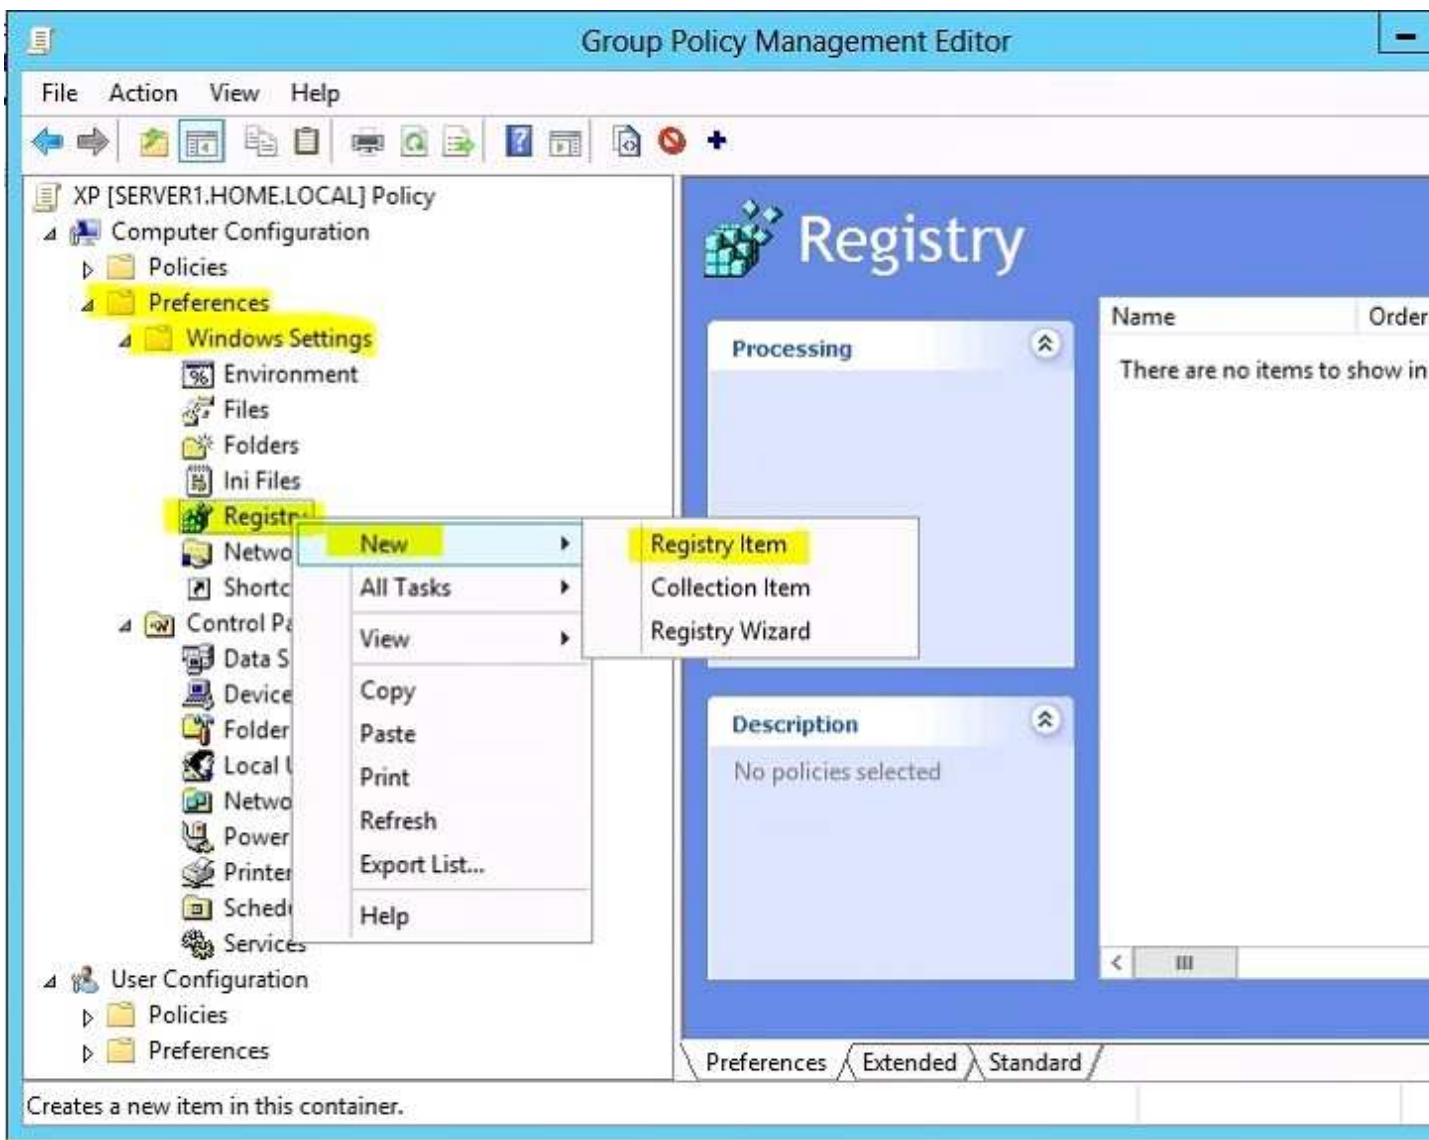 Group Policy Management Editor
File Action View Help
XP [SERVER1.HOME.LOCAL] Policy
Computer Configuration
Policies
Preferences
Windows Settings
Environment
Files
Folders
Ini Files
Registry
Netwo
Shortc
Control Pa
Data S
Device
Folder
Local U
Netwo
Power
Printer
Sched
Services
User Configuration
Policies
Preferences
New
All Tasks
View
Copy
Paste
Print
Refresh
Export List...
Help
Registry Item
Collection Item
Registry Wizard
Registry
Processing
Description
No policies selected
Name Order
There are no items to show in
Preferences Extended Standard
Creates a new item in this container.